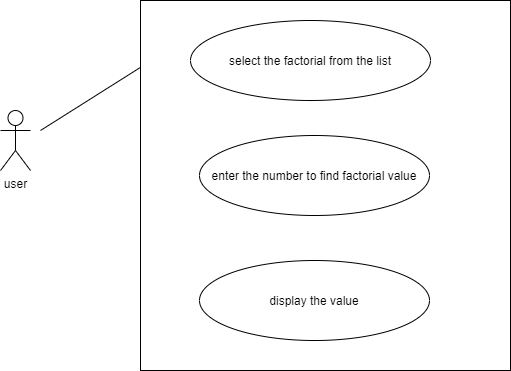 select the factorial from the list
enter the number to find factorial value
user
display the value